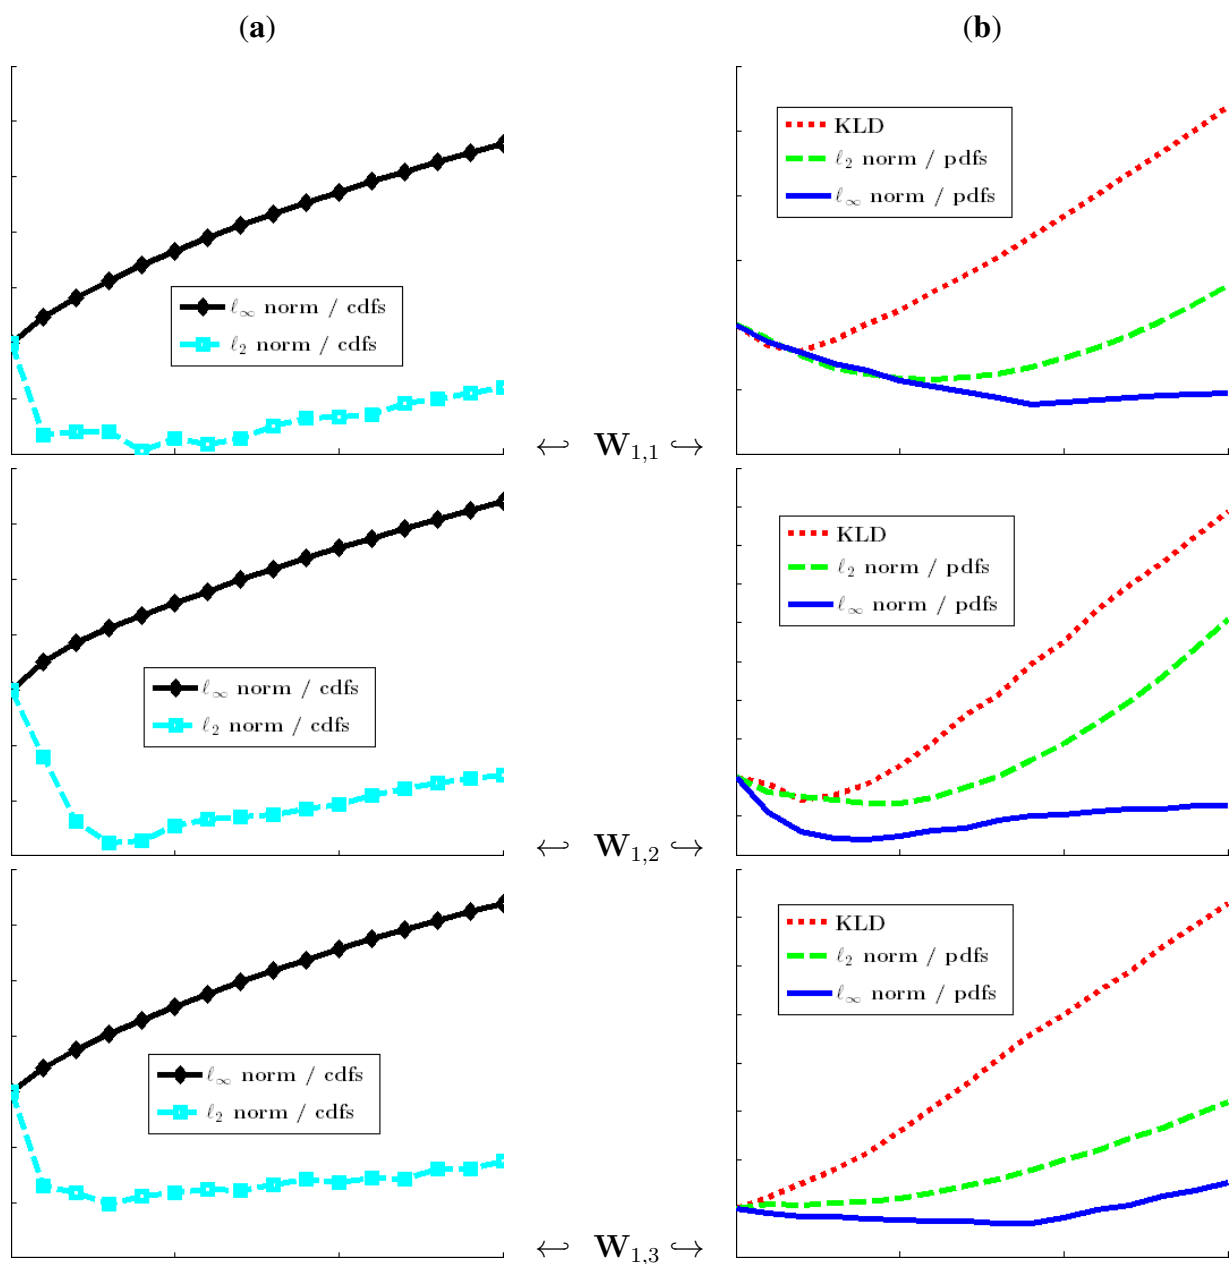 (a)
(b)
ℓ∞ norm / cdfs
ℓ2 norm / cdfs
KLD
ℓ2 norm / pdfs
ℓ∞ norm / pdfs
↩ W1,1 ↪
ℓ∞ norm / cdfs
ℓ2 norm / cdfs
KLD
ℓ2 norm / pdfs
ℓ∞ norm / pdfs
↩ W1,2 ↪
ℓ∞ norm / cdfs
ℓ2 norm / cdfs
KLD
ℓ2 norm / pdfs
ℓ∞ norm / pdfs
↩ W1,3 ↪